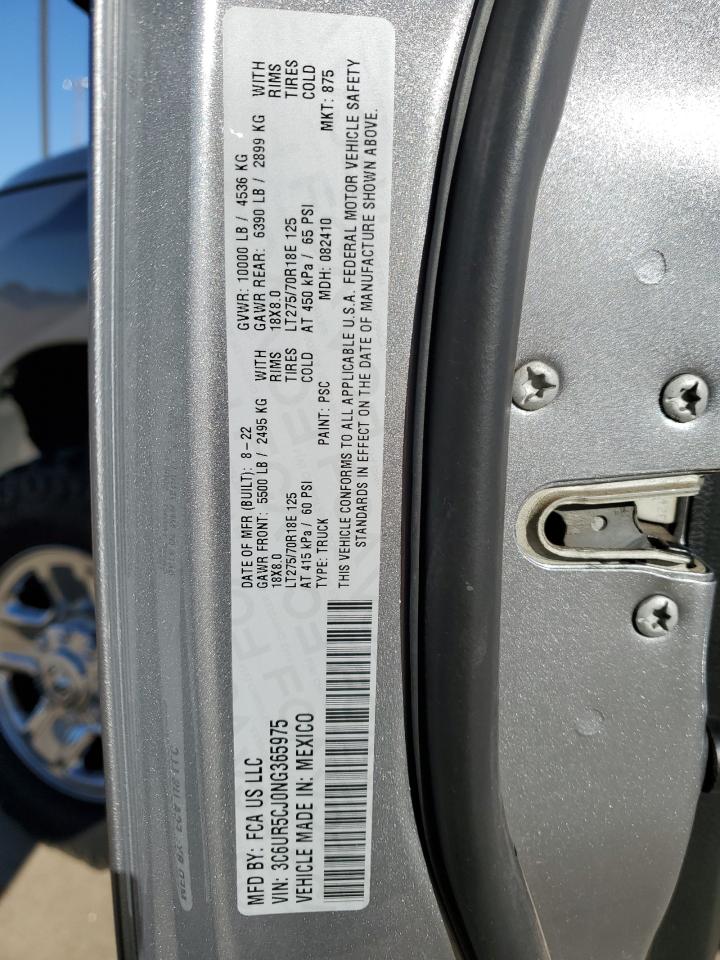 MFD BY: FCA US LLC
VIN: 3C6UR5CJ0NG365975
VEHICLE MADE IN: MEXICO
DATE OF MFR (BUILT): 8-22 GVWR: 10000 LB / 4536 KG
GAWR FRONT: 5500 LB / 2495 KG WITH GAWR REAR: 6390 LB / 2899 KG WITH
18X8.0 RIMS 18X8.0 RIMS
LT275/70R18E 125 TIRES LT275/70R18E 125 TIRES
AT 415 kPa / 60 PSI COLD AT 450 kPa / 65 PSI COLD
TYPE: TRUCK PAINT: PSC MDH: 082410 MKT: 875
THIS VEHICLE CONFORMS TO ALL APPLICABLE U.S.A. FEDERAL MOTOR VEHICLE SAFETY
STANDARDS IN EFFECT ON THE DATE OF MANUFACTURE SHOWN ABOVE.